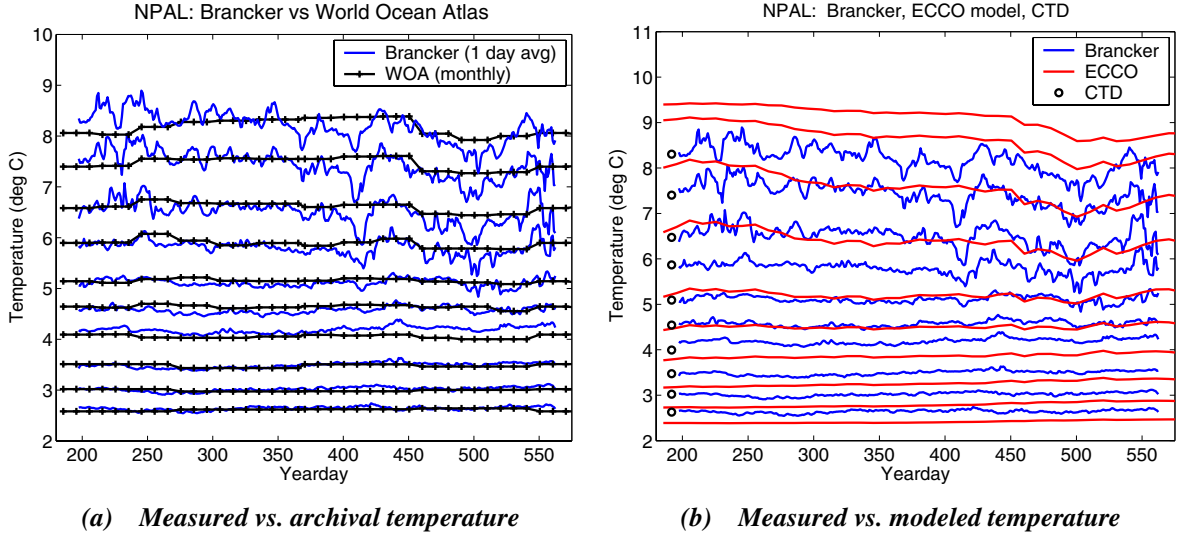 NPAL: Brancker vs World Ocean Atlas
10
9
8
7
6
5
4
3
2
Temperature (deg C)
Brancker (1 day avg)
WOA (monthly)
200 250 300 350 400 450 500 550
Yearday
(a) Measured vs. archival temperature
NPAL: Brancker, ECCO model, CTD
11
10
9
8
7
6
5
4
3
2
Temperature (deg C)
Brancker
ECCO
CTD
200 250 300 350 400 450 500 550
Yearday
(b) Measured vs. modeled temperature